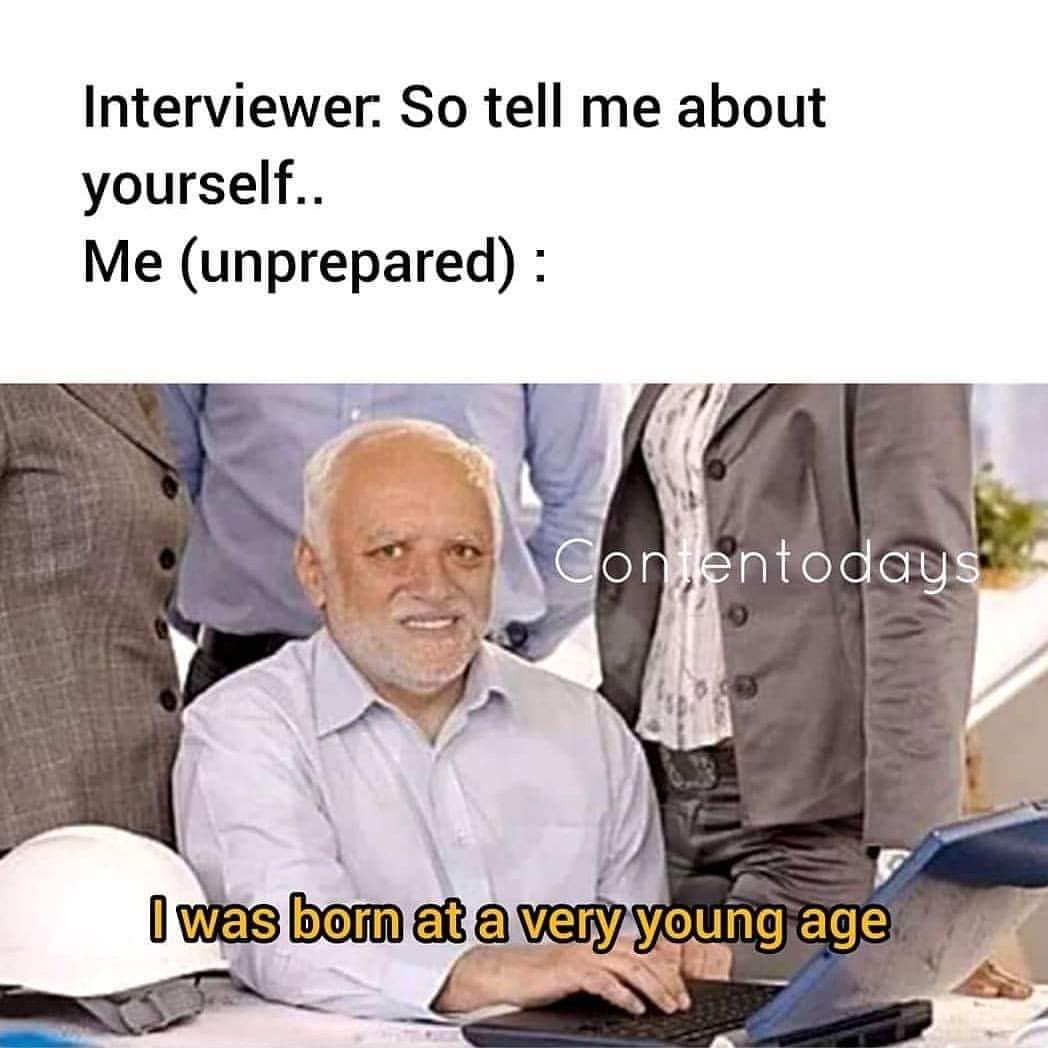 Interviewer: So tell me about
yourself..
Me (unprepared) :
Contentodays
I was born at a very young age